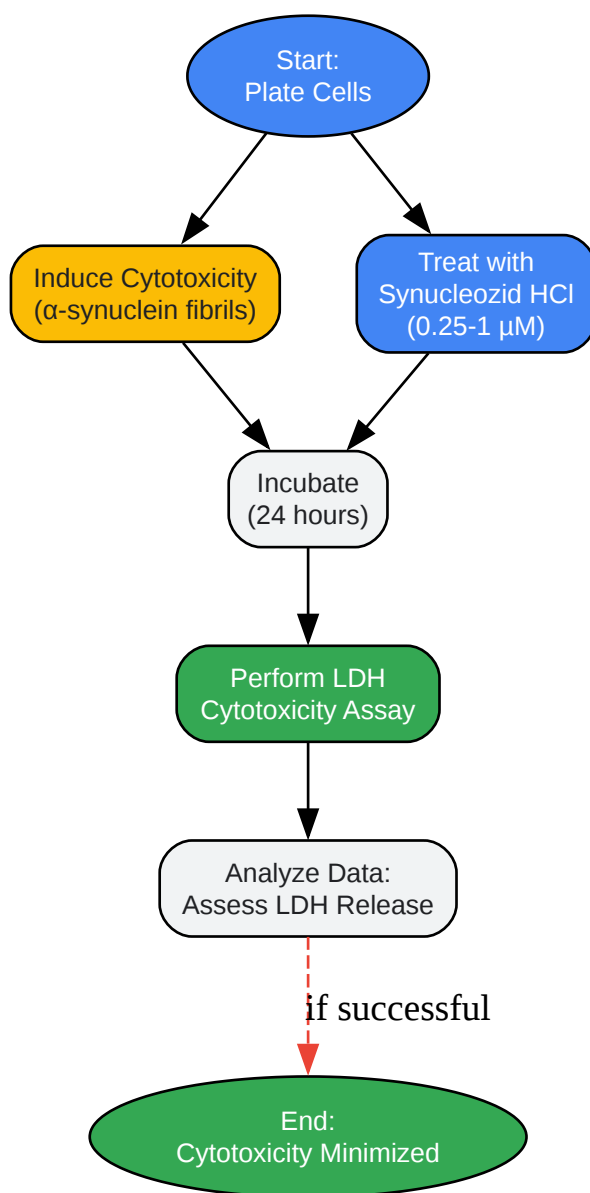 Start:
Plate Cells
Induce Cytotoxicity
(α-synuclein fibrils)
Treat with
Synucleozid HCl
(0.25-1 µM)
Incubate
(24 hours)
Perform LDH
Cytotoxicity Assay
Analyze Data:
Assess LDH Release
if successful
End:
Cytotoxicity Minimized